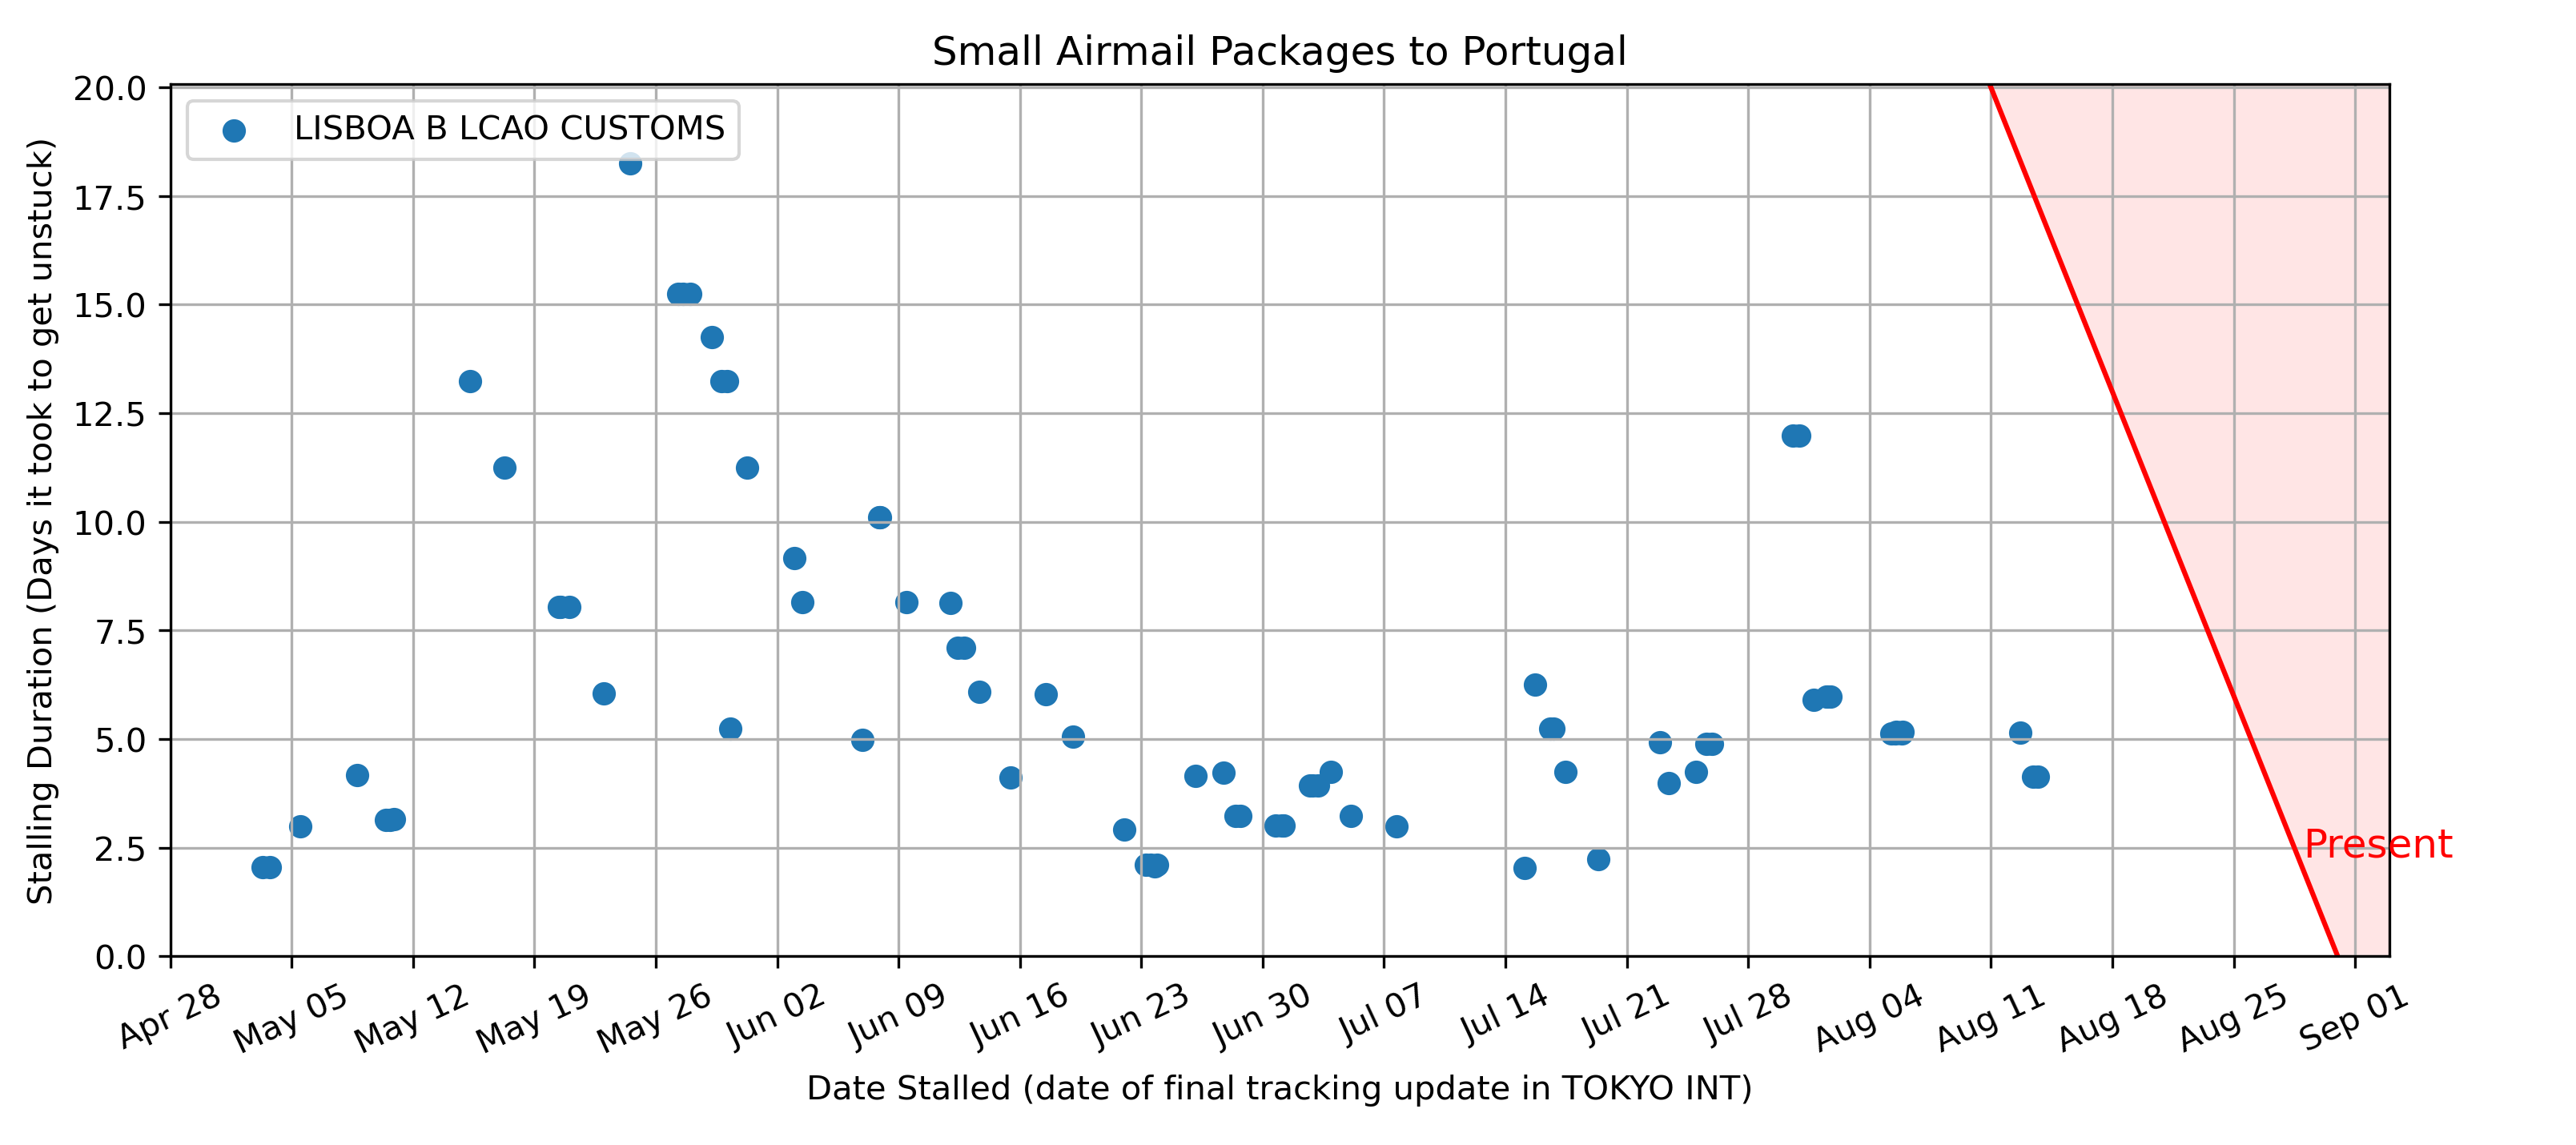 Small Airmail Packages to Portugal
LISBOA B LCAO CUSTOMS
Stalling Duration (Days it took to get unstuck)
20.0
17.5
15.0
12.5
10.0
7.5
5.0
2.5
0.0
Present
Apr 28
May 05
May 12
May 19
May 26
Jun 02
Jun 09
Jun 16
Jun 23
Jun 30
Jul 07
Jul 14
Jul 21
Jul 28
Aug 04
Aug 11
Aug 18
Aug 25
Sep 01
Date Stalled (date of final tracking update in TOKYO INT)